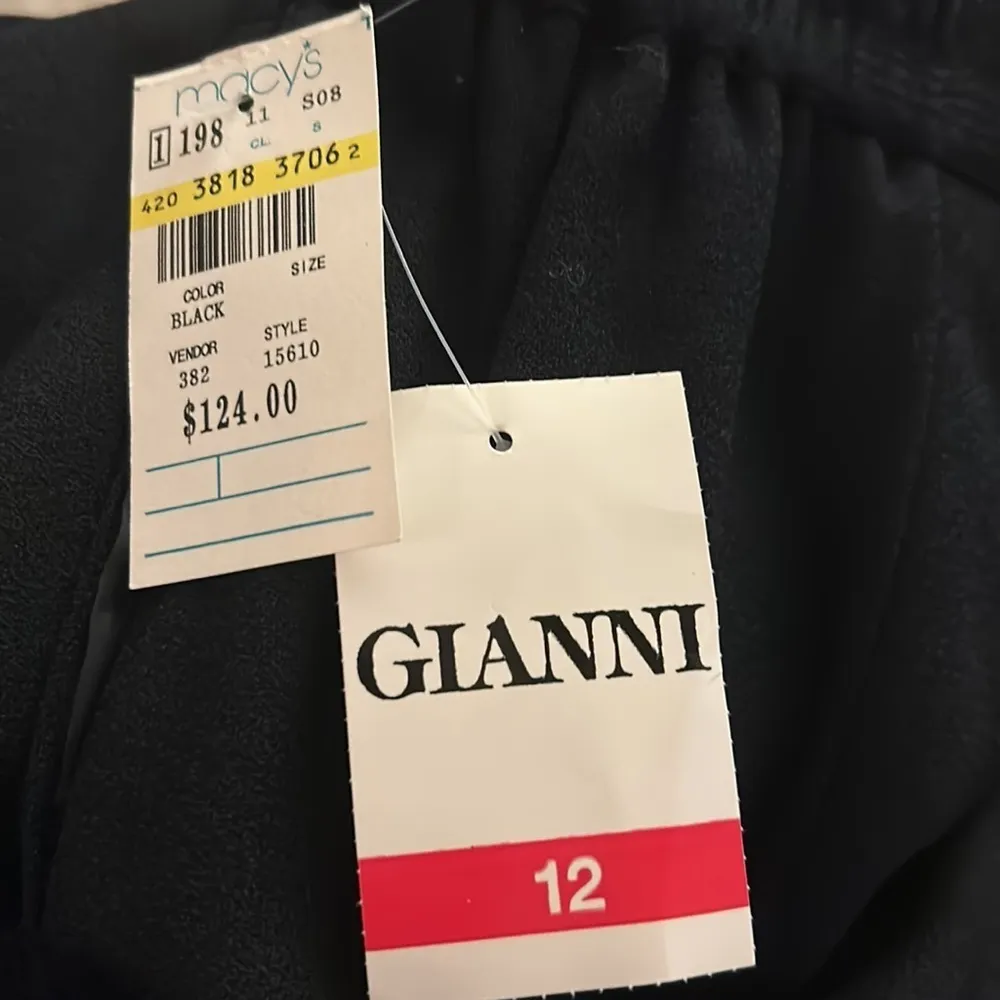 macy's
1 198 11 S08
CL. S
420 3818 3706 2
SIZE
COLOR
BLACK
VENDOR STYLE
382 15610
$124.00
GIANNI
12